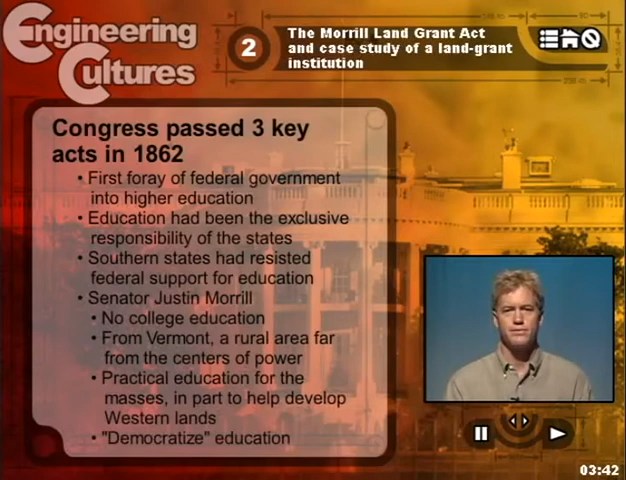 Engineering
Cultures
2
The Morrill Land Grant Act
and case study of a land-grant
institution
Congress passed 3 key
acts in 1862
• First foray of federal government
into higher education
• Education had been the exclusive
responsibility of the states
• Southern states had resisted
federal support for education
• Senator Justin Morrill
• No college education
• From Vermont, a rural area far
from the centers of power
• Practical education for the
masses, in part to help develop
Western lands
• "Democratize" education
03:42